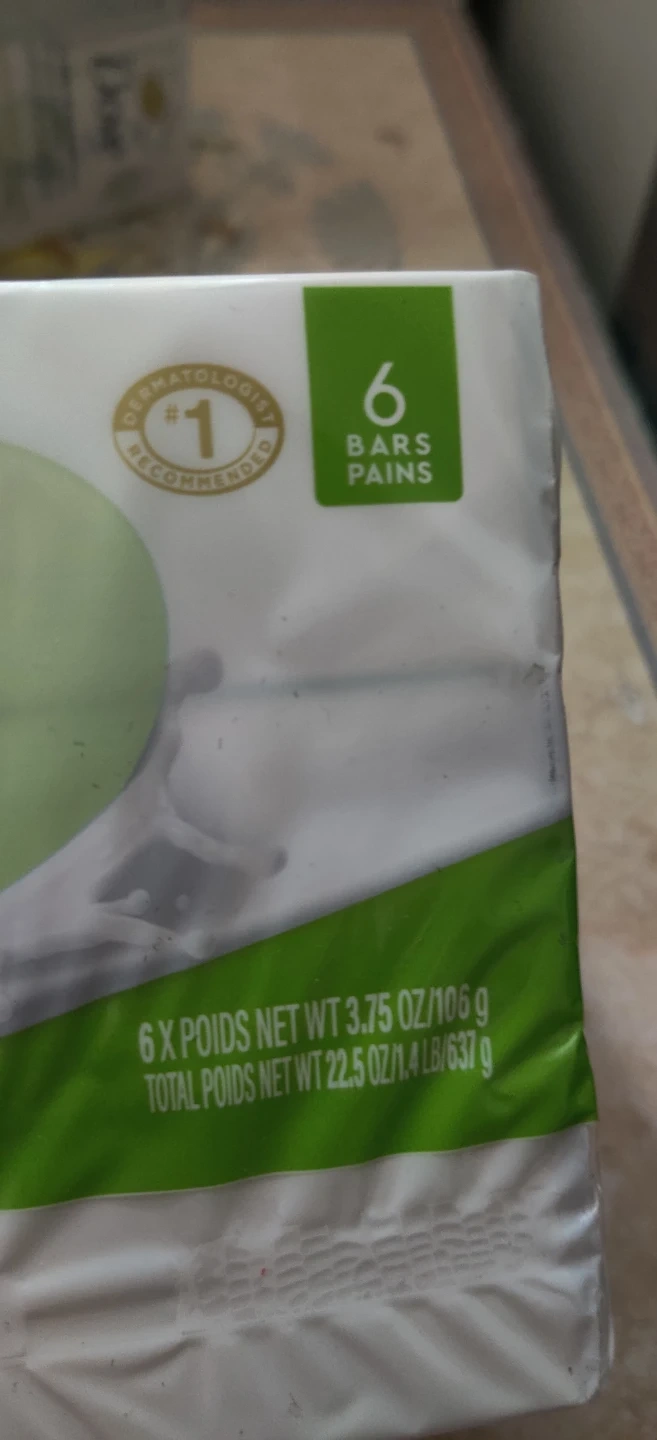 Dove
DERMATOLOGIST
#1
RECOMMENDED
6
BARS
PAINS
6 X POIDS NET WT 3.75 OZ/106 g
TOTAL POIDS NET WT 22.5 OZ/1.4 LB/637 g